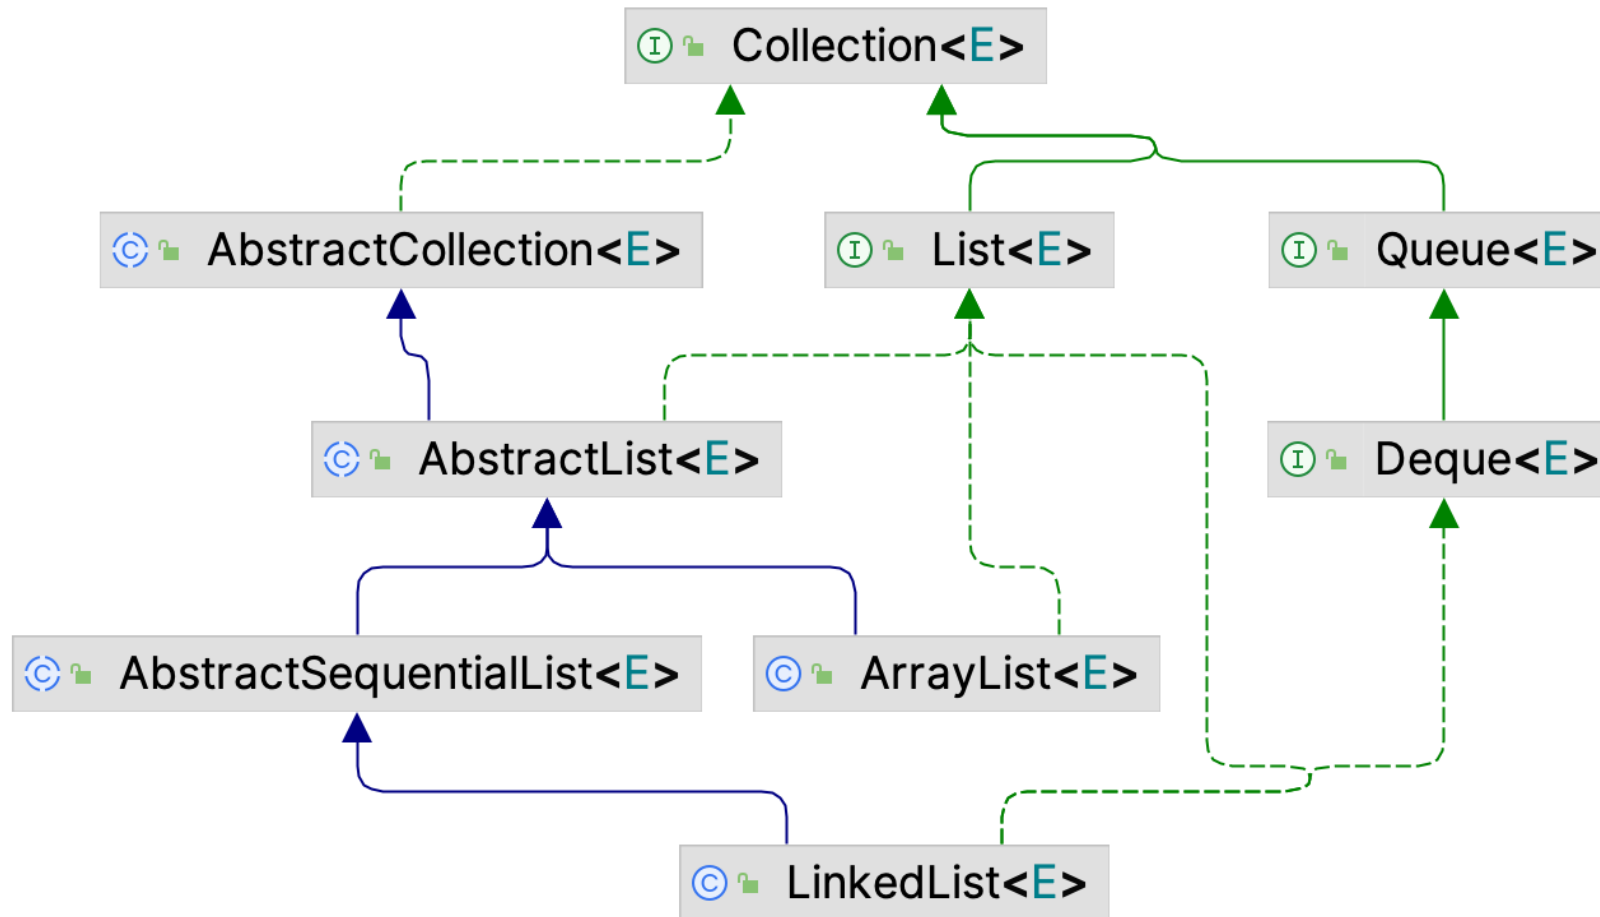 Collection<E>
AbstractCollection<E>
List<E>
Queue<E>
AbstractList<E>
Deque<E>
AbstractSequentialList<E>
ArrayList<E>
LinkedList<E>